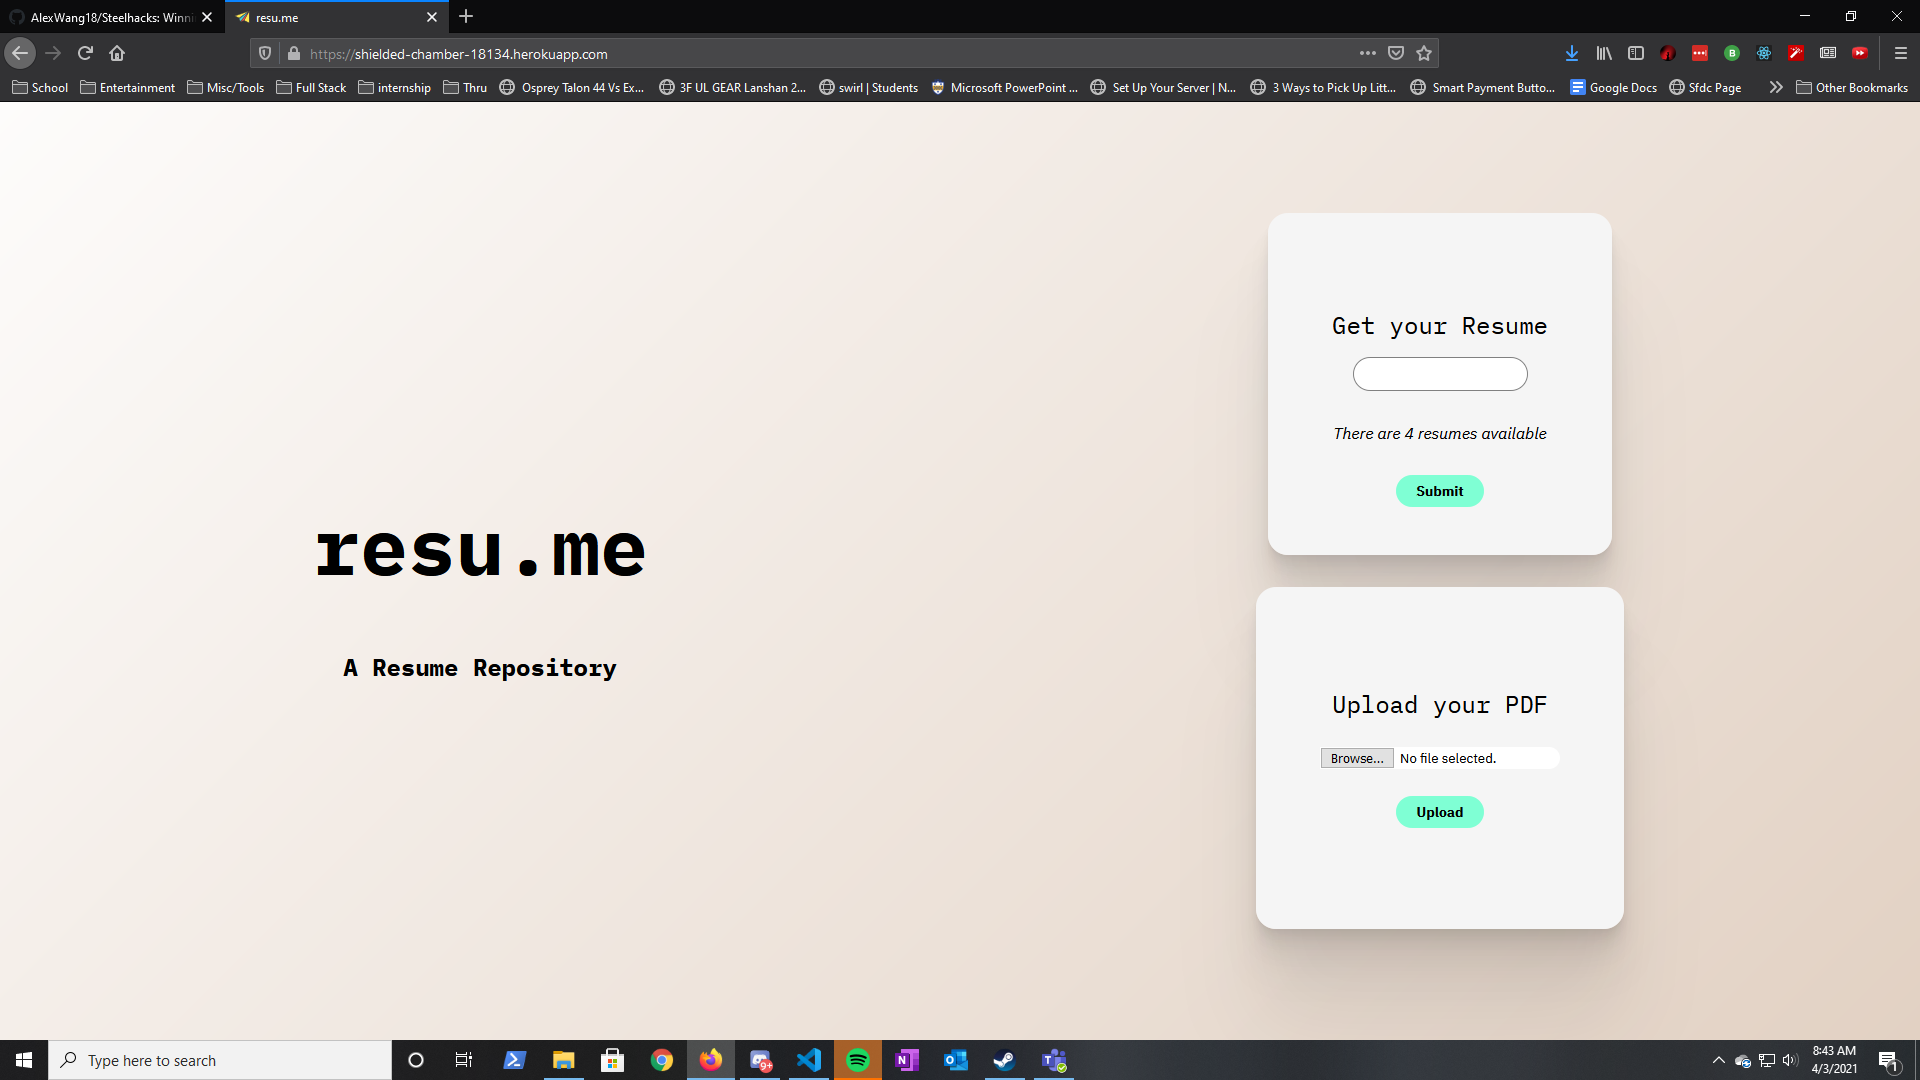 AlexWang18/Steelhacks: Winni
resu.me
https://shielded-chamber-18134.herokuapp.com
School
Entertainment
Misc/Tools
Full Stack
internship
Thru
Osprey Talon 44 Vs Ex...
3F UL GEAR Lanshan 2...
swirl | Students
Microsoft PowerPoint ...
Set Up Your Server | N...
3 Ways to Pick Up Litt...
Smart Payment Butto...
Google Docs
Sfdc Page
Other Bookmarks
resu.me
A Resume Repository
Get your Resume
There are 4 resumes available
Submit
Upload your PDF
Browse... No file selected.
Upload
Type here to search
9+
8:43 AM
4/3/2021
1